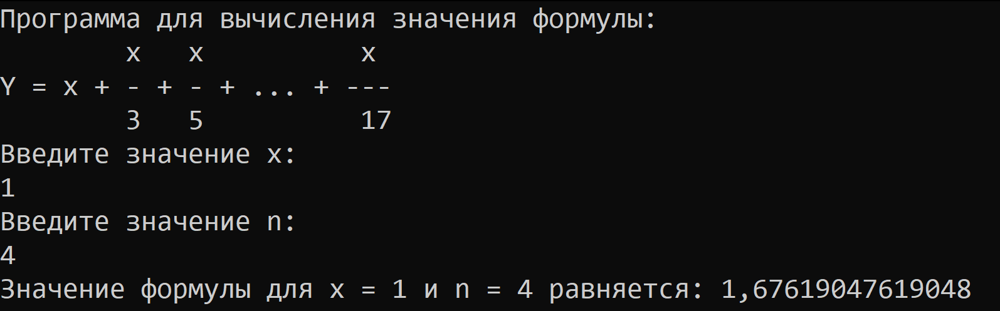 Программа для вычисления значения формулы:
        x   x          x
Y = x + - + - + ... + ---
        3   5          17
Введите значение x:
1
Введите значение n:
4
Значение формулы для x = 1 и n = 4 равняется: 1,67619047619048